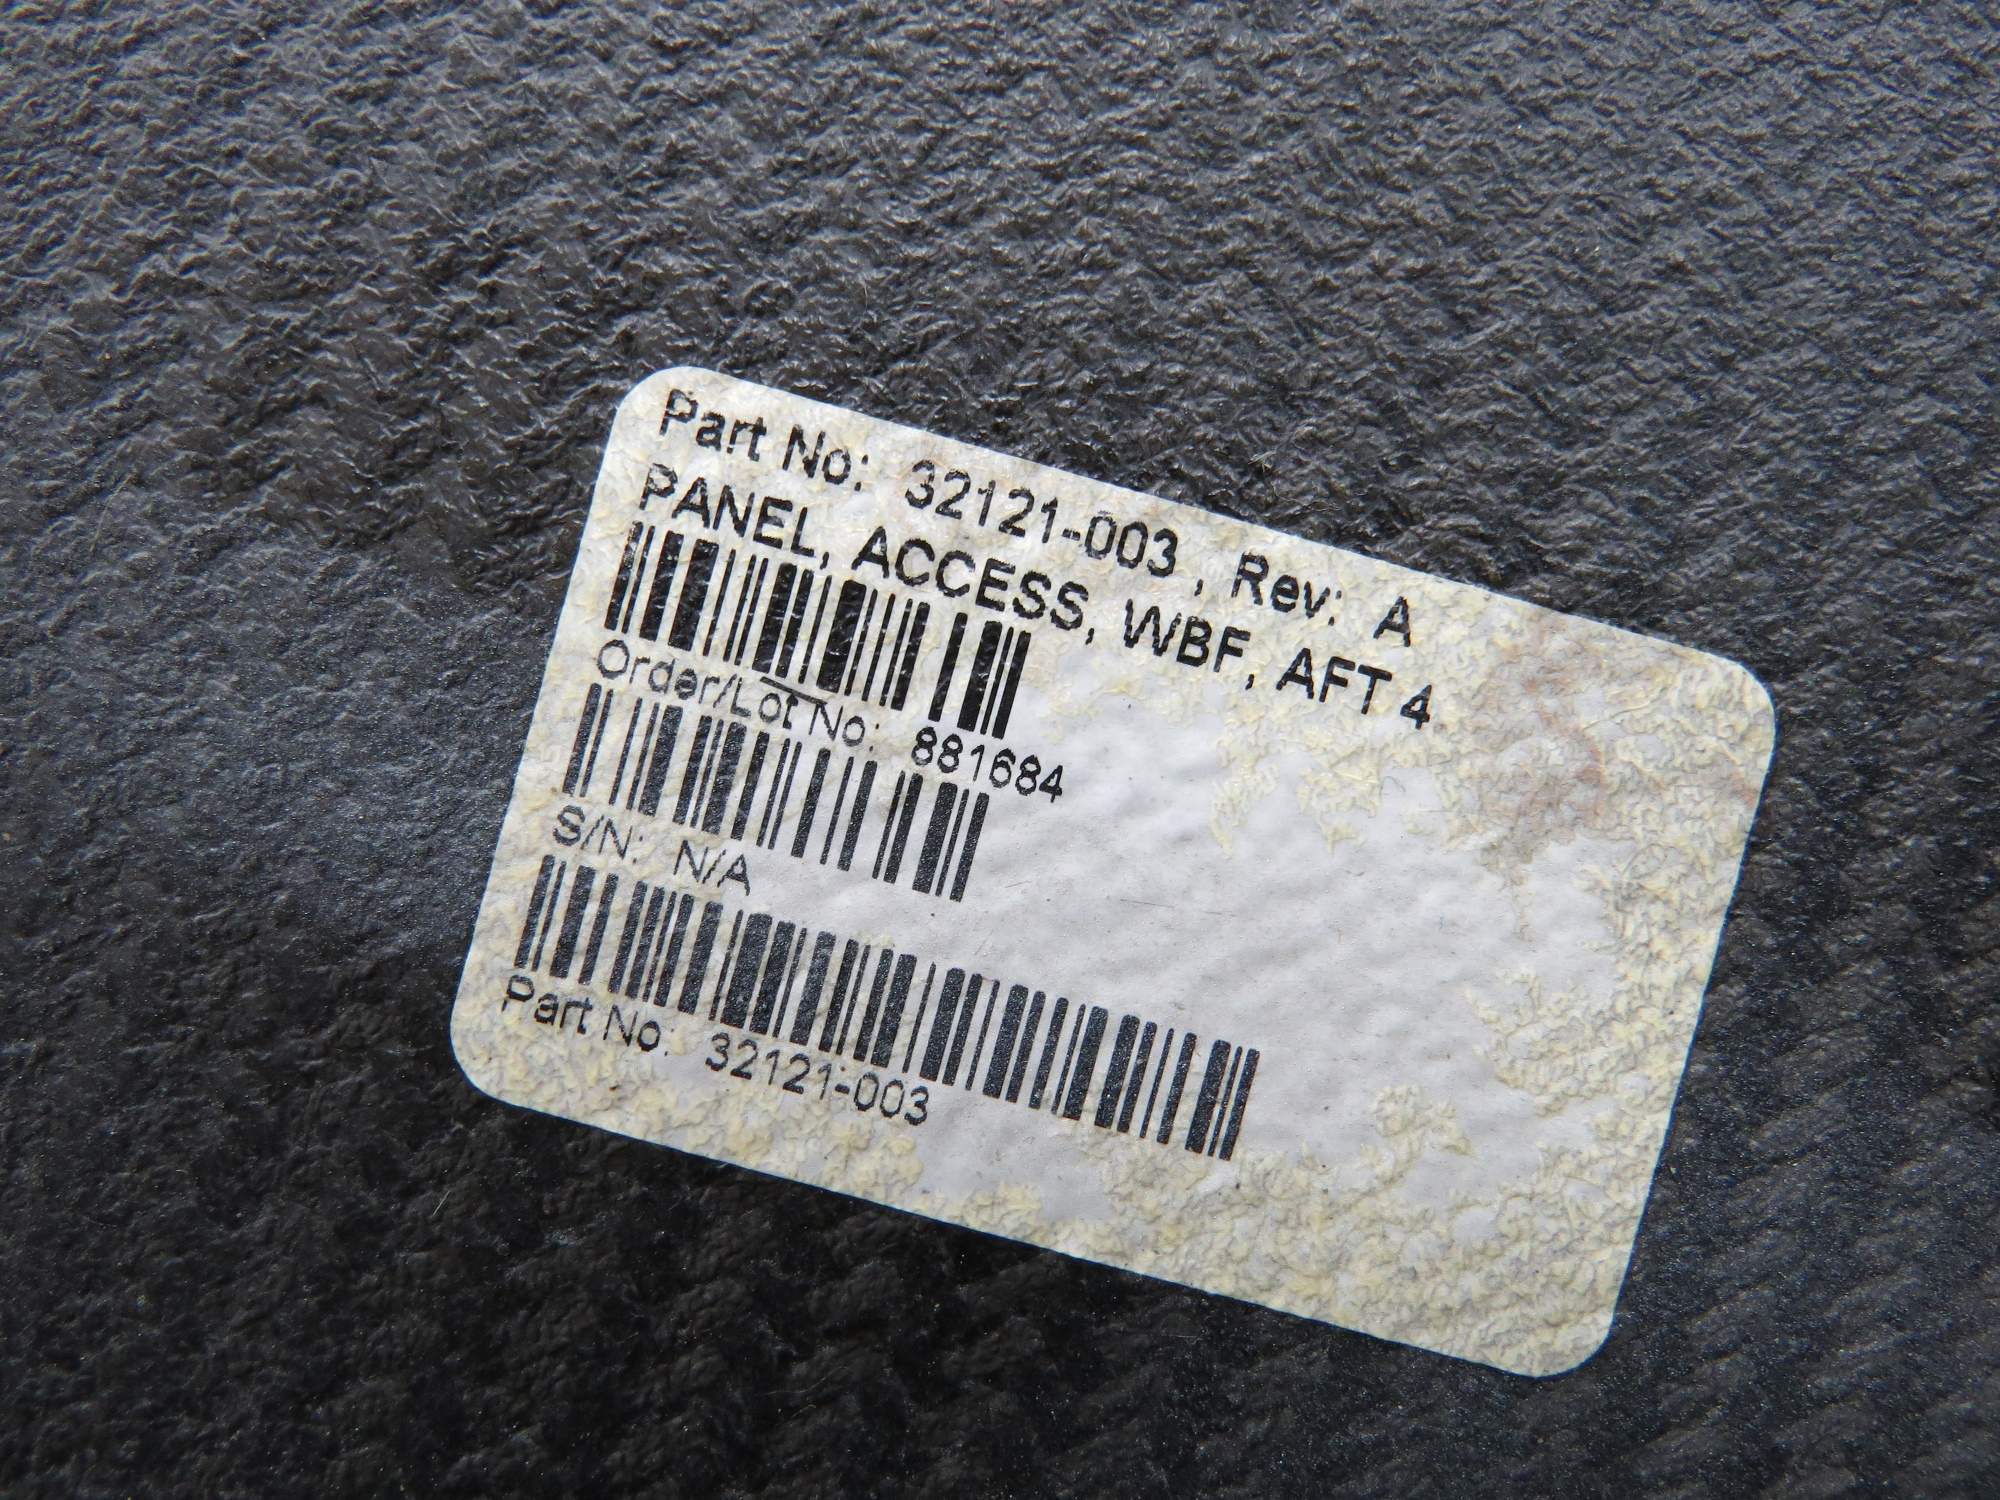 Part No: 32121-003 , Rev: A
PANEL, ACCESS, WBF, AFT 4
Order/Lot No: 881684
S/N: N/A
Part No: 32121-003